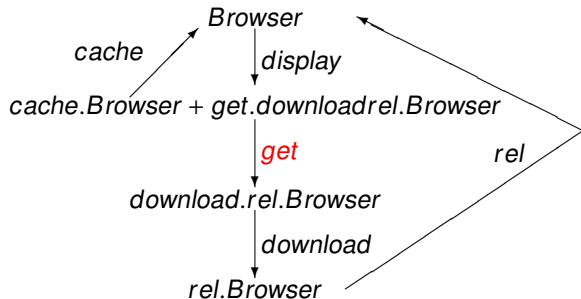 Browser
cache
display
cache.Browser + get.downloadrel.Browser
get
rel
download.rel.Browser
download
rel.Browser